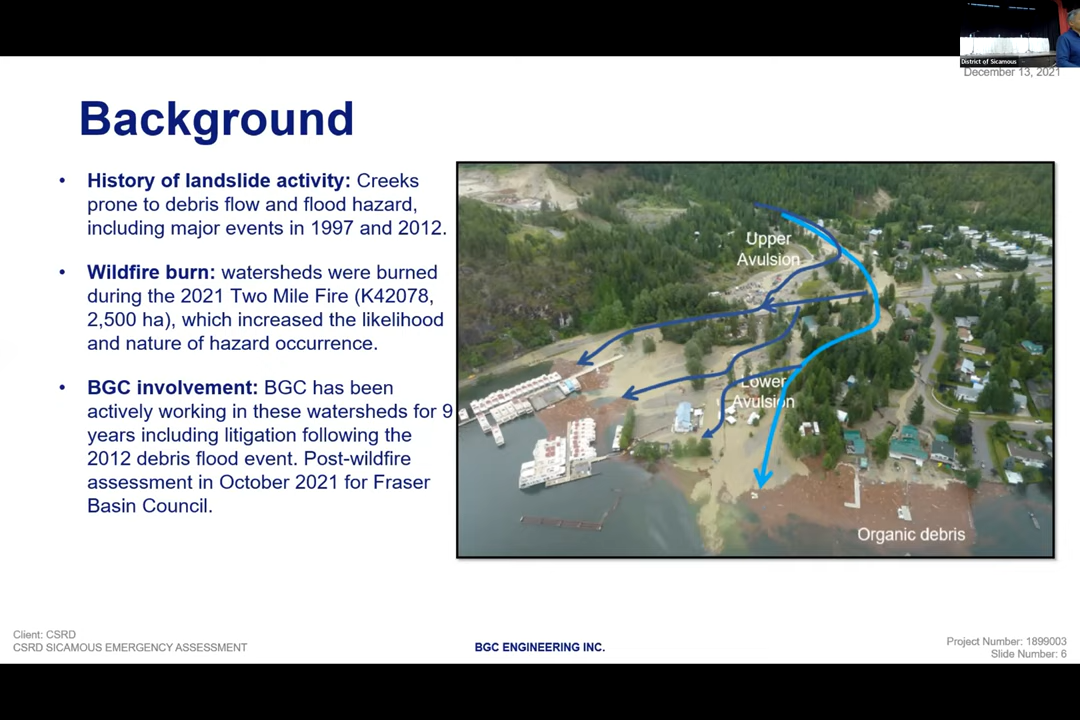 District of Sicamous
December 13, 2021
Background
• History of landslide activity: Creeks
prone to debris flow and flood hazard,
including major events in 1997 and 2012.
• Wildfire burn: watersheds were burned
during the 2021 Two Mile Fire (K42078,
2,500 ha), which increased the likelihood
and nature of hazard occurrence.
• BGC involvement: BGC has been
actively working in these watersheds for 9
years including litigation following the
2012 debris flood event. Post-wildfire
assessment in October 2021 for Fraser
Basin Council.
Upper
Avulsion
Lower
Avulsion
Organic debris
Client: CSRD
CSRD SICAMOUS EMERGENCY ASSESSMENT
BGC ENGINEERING INC.
Project Number: 1899003
Slide Number: 6